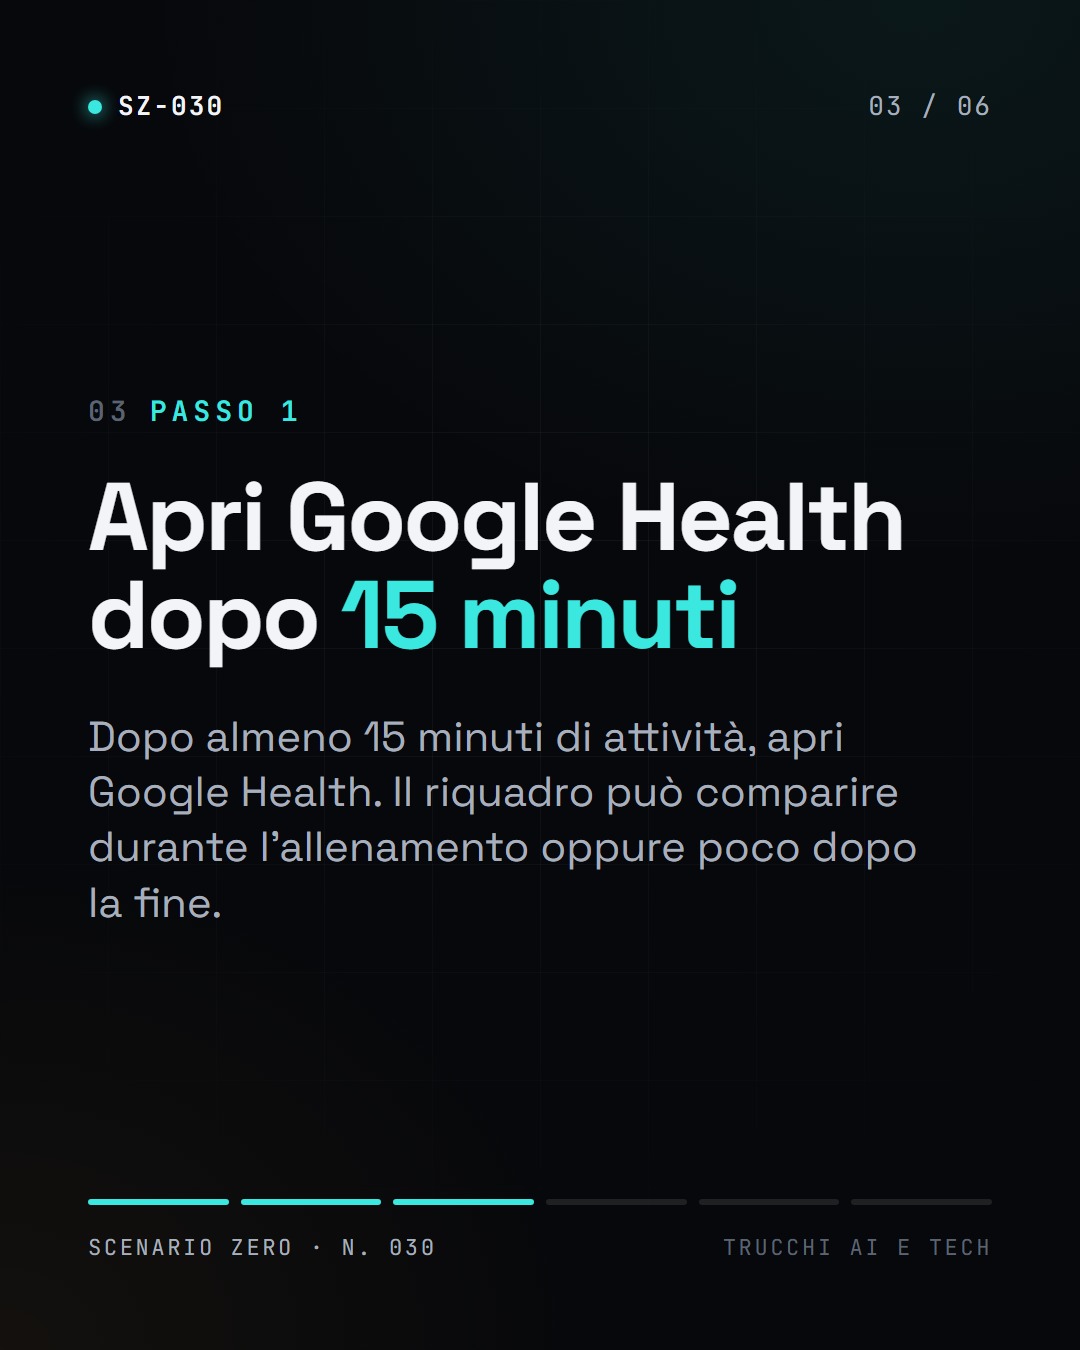 SZ-030
03 / 06
03 PASSO 1
Apri Google Health
dopo 15 minuti
Dopo almeno 15 minuti di attività, apri
Google Health. Il riquadro può comparire
durante l’allenamento oppure poco dopo
la fine.
SCENARIO ZERO · N. 030
TRUCCHI AI E TECH